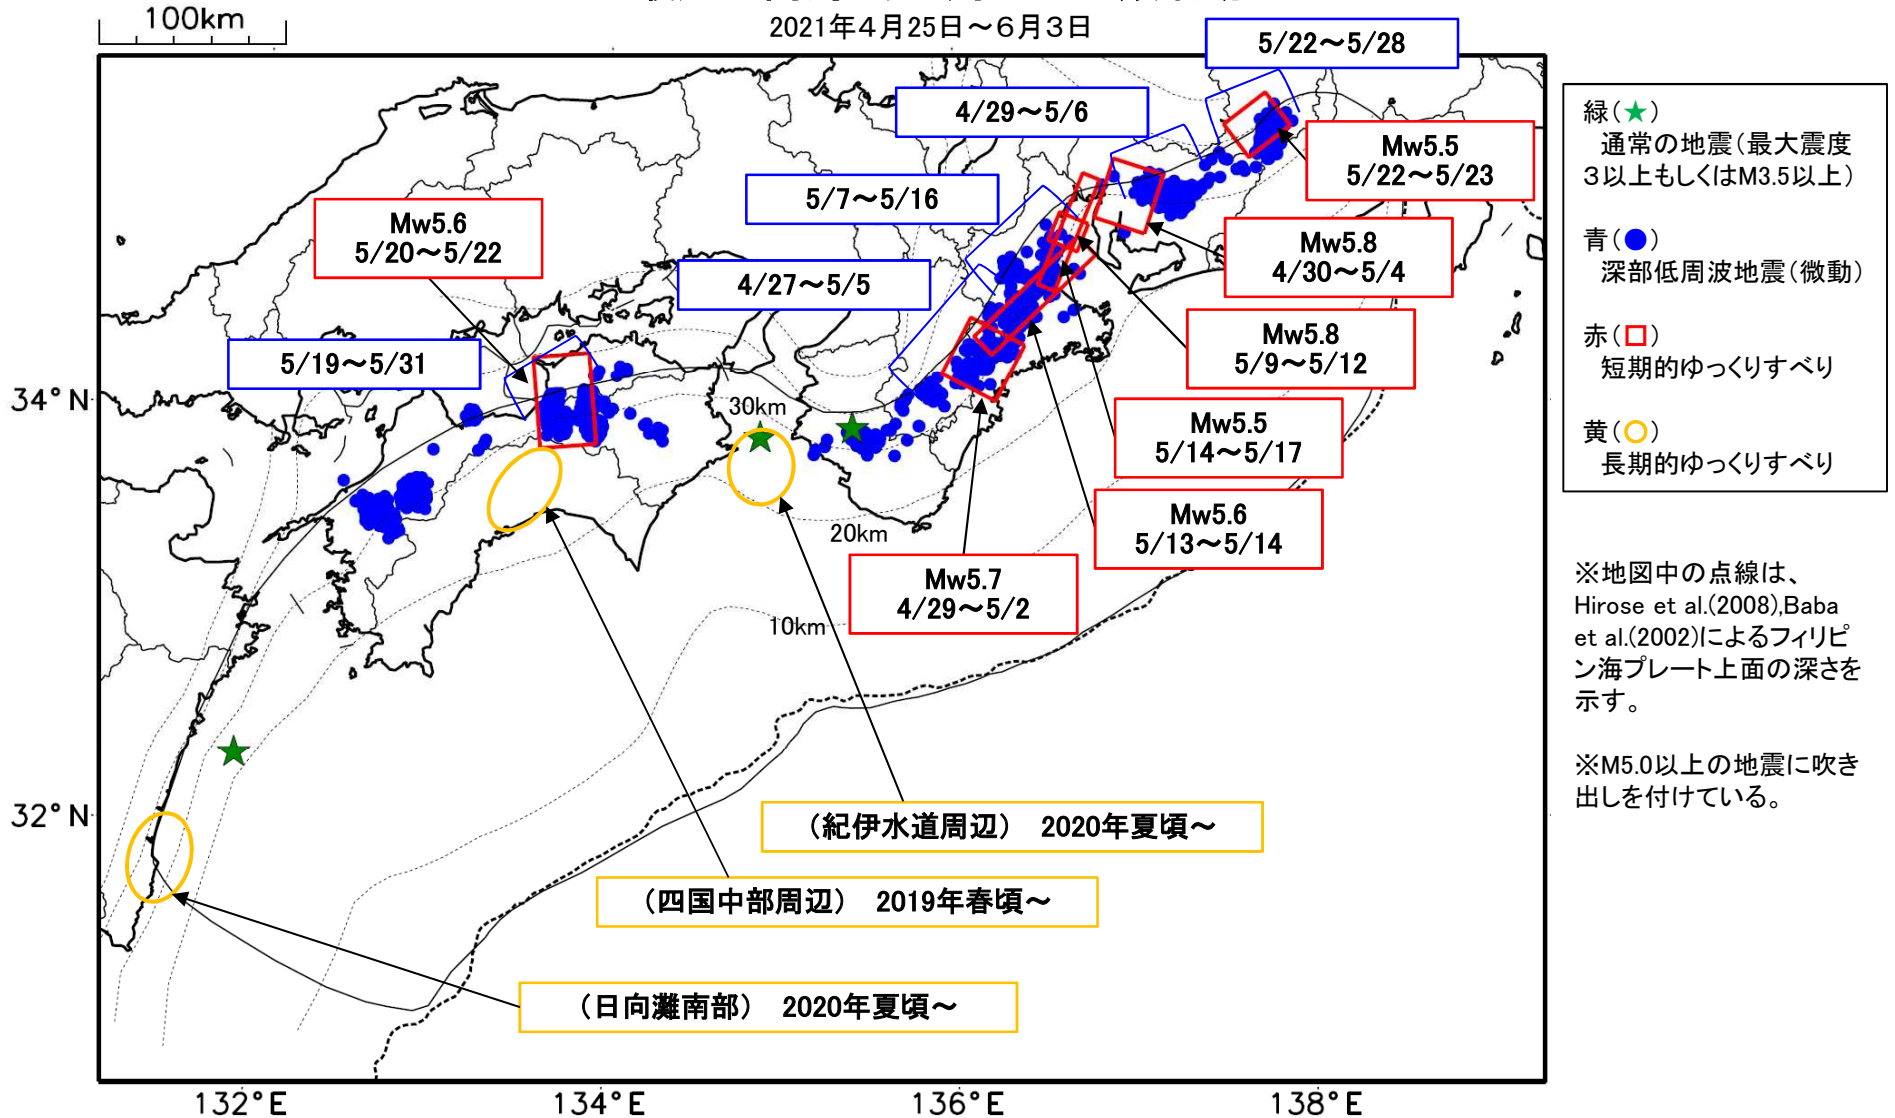 2021年4月25日～6月3日
100km
5/22～5/28
4/29～5/6
5/7～5/16
4/27～5/5
5/19～5/31
Mw5.6
5/20～5/22
Mw5.5
5/22～5/23
Mw5.8
4/30～5/4
Mw5.8
5/9～5/12
Mw5.5
5/14～5/17
Mw5.6
5/13～5/14
Mw5.7
4/29～5/2
30km
20km
10km
（紀伊水道周辺） 2020年夏頃～
（四国中部周辺） 2019年春頃～
（日向灘南部） 2020年夏頃～
34°N
32°N
132°E
134°E
136°E
138°E
緑（★）
通常の地震（最大震度
３以上もしくはM3.5以上）
青（●）
深部低周波地震（微動）
赤（□）
短期的ゆっくりすべり
黄（○）
長期的ゆっくりすべり
※地図中の点線は、
Hirose et al.(2008),Baba
et al.(2002)によるフィリピ
ン海プレート上面の深さを
示す。
※M5.0以上の地震に吹き
出しを付けている。